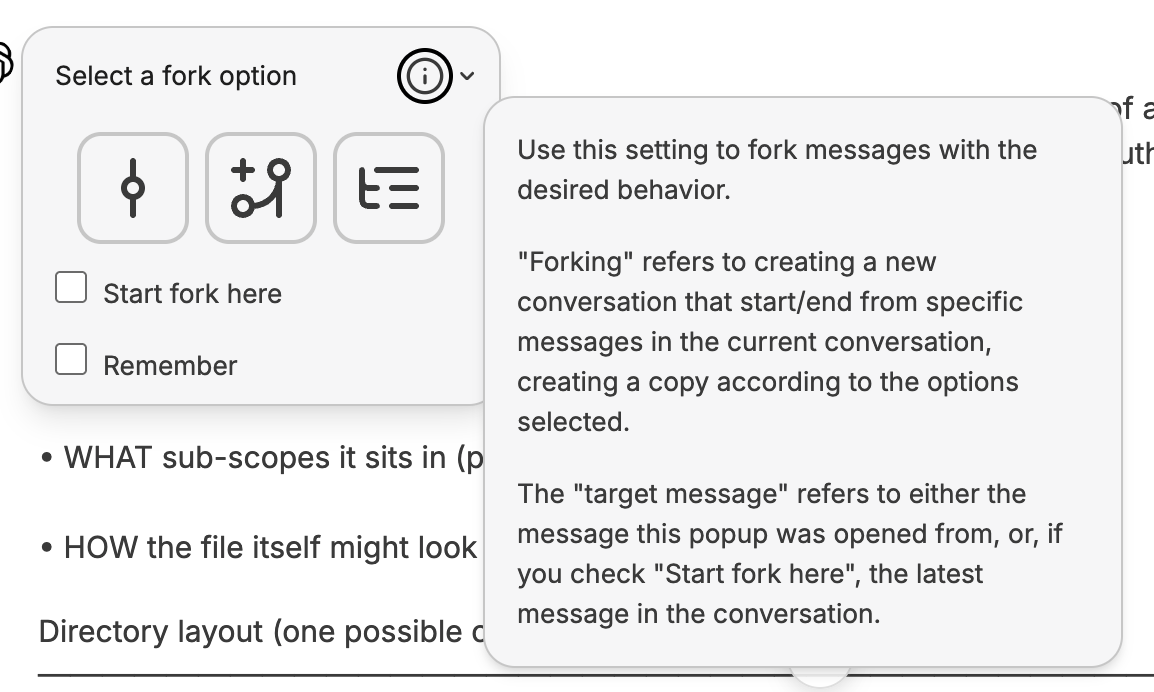 Select a fork option
Start fork here
Remember
Use this setting to fork messages with the
desired behavior.
"Forking" refers to creating a new
conversation that start/end from specific
messages in the current conversation,
creating a copy according to the options
selected.
The "target message" refers to either the
message this popup was opened from, or, if
you check "Start fork here", the latest
message in the conversation.
of a
• WHAT sub-scopes it sits in (p
• HOW the file itself might look
Directory layout (one possible